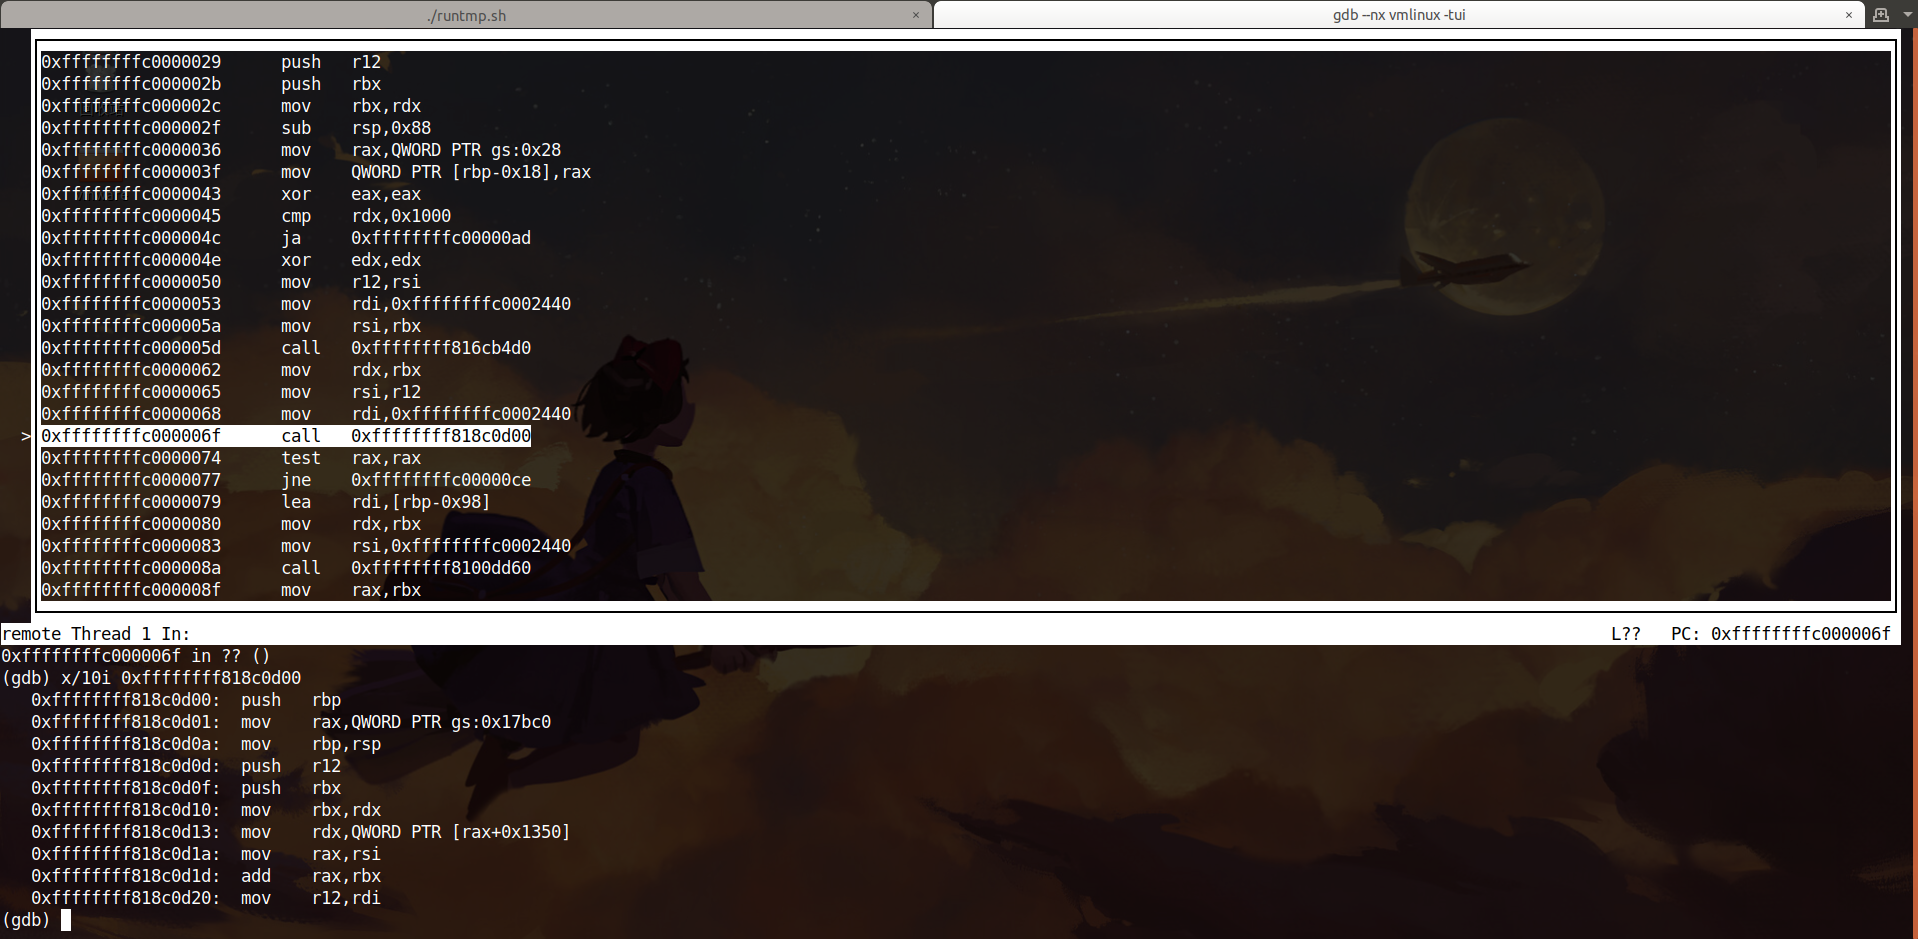 ./runtmp.sh × gdb --nx vmlinux -tui ×
0xffffffffc0000029 push r12
0xffffffffc000002b push rbx
0xffffffffc000002c mov rbx,rdx
0xffffffffc000002f sub rsp,0x88
0xffffffffc0000036 mov rax,QWORD PTR gs:0x28
0xffffffffc000003f mov QWORD PTR [rbp-0x18],rax
0xffffffffc0000043 xor eax,eax
0xffffffffc0000045 cmp rdx,0x1000
0xffffffffc000004c ja 0xffffffffc00000ad
0xffffffffc000004e xor edx,edx
0xffffffffc0000050 mov r12,rsi
0xffffffffc0000053 mov rdi,0xffffffffc0002440
0xffffffffc000005a mov rsi,rbx
0xffffffffc000005d call 0xffffffff816cb4d0
0xffffffffc0000062 mov rdx,rbx
0xffffffffc0000065 mov rsi,r12
0xffffffffc0000068 mov rdi,0xffffffffc0002440
>0xffffffffc000006f call 0xffffffff818c0d00
0xffffffffc0000074 test rax,rax
0xffffffffc0000077 jne 0xffffffffc00000ce
0xffffffffc0000079 lea rdi,[rbp-0x98]
0xffffffffc0000080 mov rdx,rbx
0xffffffffc0000083 mov rsi,0xffffffffc0002440
0xffffffffc000008a call 0xffffffff8100dd60
0xffffffffc000008f mov rax,rbx
remote Thread 1 In: L?? PC: 0xffffffffc000006f
0xffffffffc000006f in ?? ()
(gdb) x/10i 0xffffffff818c0d00
0xffffffff818c0d00: push rbp
0xffffffff818c0d01: mov rax,QWORD PTR gs:0x17bc0
0xffffffff818c0d0a: mov rbp,rsp
0xffffffff818c0d0d: push r12
0xffffffff818c0d0f: push rbx
0xffffffff818c0d10: mov rbx,rdx
0xffffffff818c0d13: mov rdx,QWORD PTR [rax+0x1350]
0xffffffff818c0d1a: mov rax,rsi
0xffffffff818c0d1d: add rax,rbx
0xffffffff818c0d20: mov r12,rdi
(gdb)